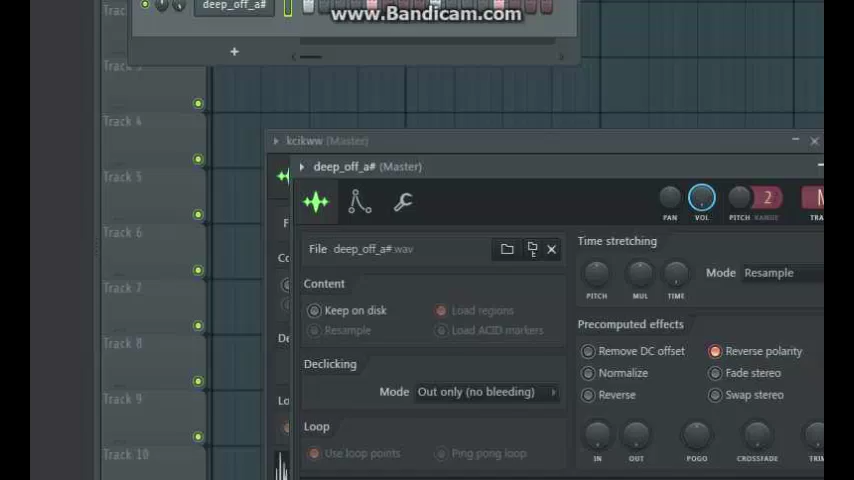 deep_off_a#
www.Bandicam.com
+
Track 4
Track 5
Track 6
Track 7
Track 8
Track 9
Track 10
kcikww (Master)
deep_off_a# (Master)
PAN
VOL
PITCH RANGE
2
File deep_off_a#.wav
Content
Keep on disk
Load regions
Resample
Load ACID markers
Declicking
Mode Out only (no bleeding)
Loop
Use loop points
Ping pong loop
Time stretching
PITCH
MUL
TIME
Mode Resample
Precomputed effects
Remove DC offset
Reverse polarity
Normalize
Fade stereo
Reverse
Swap stereo
IN
OUT
POGO
CROSSFADE